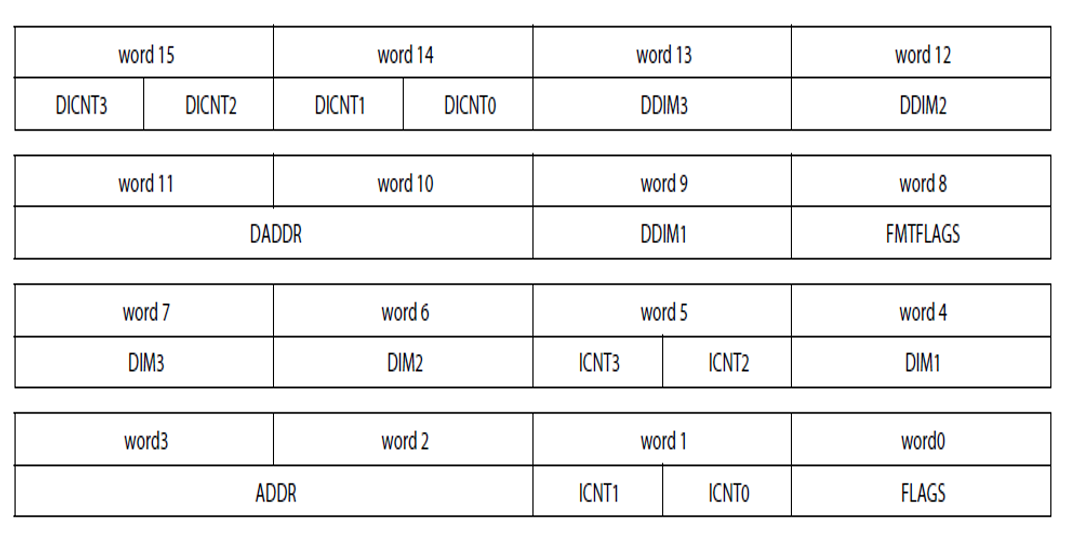 word 15 word 14 word 13 word 12
DICNT3 DICNT2 DICNT1 DICNT0 DDIM3 DDIM2
word 11 word 10 word 9 word 8
DADDR DDIM1 FMTFLAGS
word 7 word 6 word 5 word 4
DIM3 DIM2 ICNT3 ICNT2 DIM1
word3 word 2 word 1 word0
ADDR ICNT1 ICNT0 FLAGS